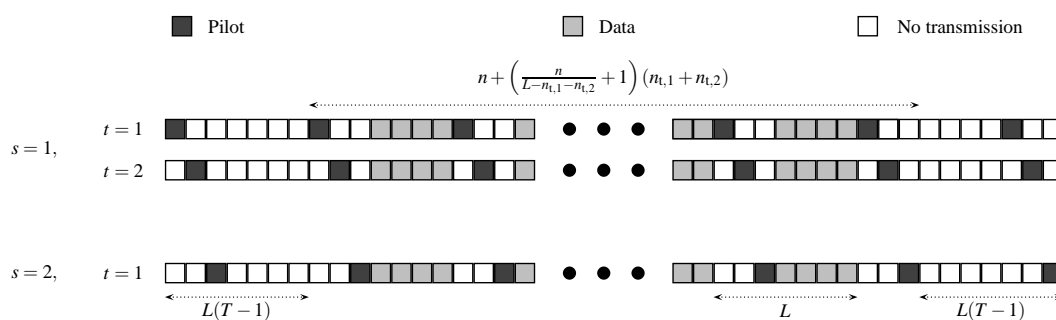 Pilot Data No transmission
n + (n / (L−n_{t,1}−n_{t,2}) + 1) (n_{t,1} + n_{t,2})
s = 1, t = 1
t = 2
s = 2, t = 1
L(T − 1) L L(T − 1)